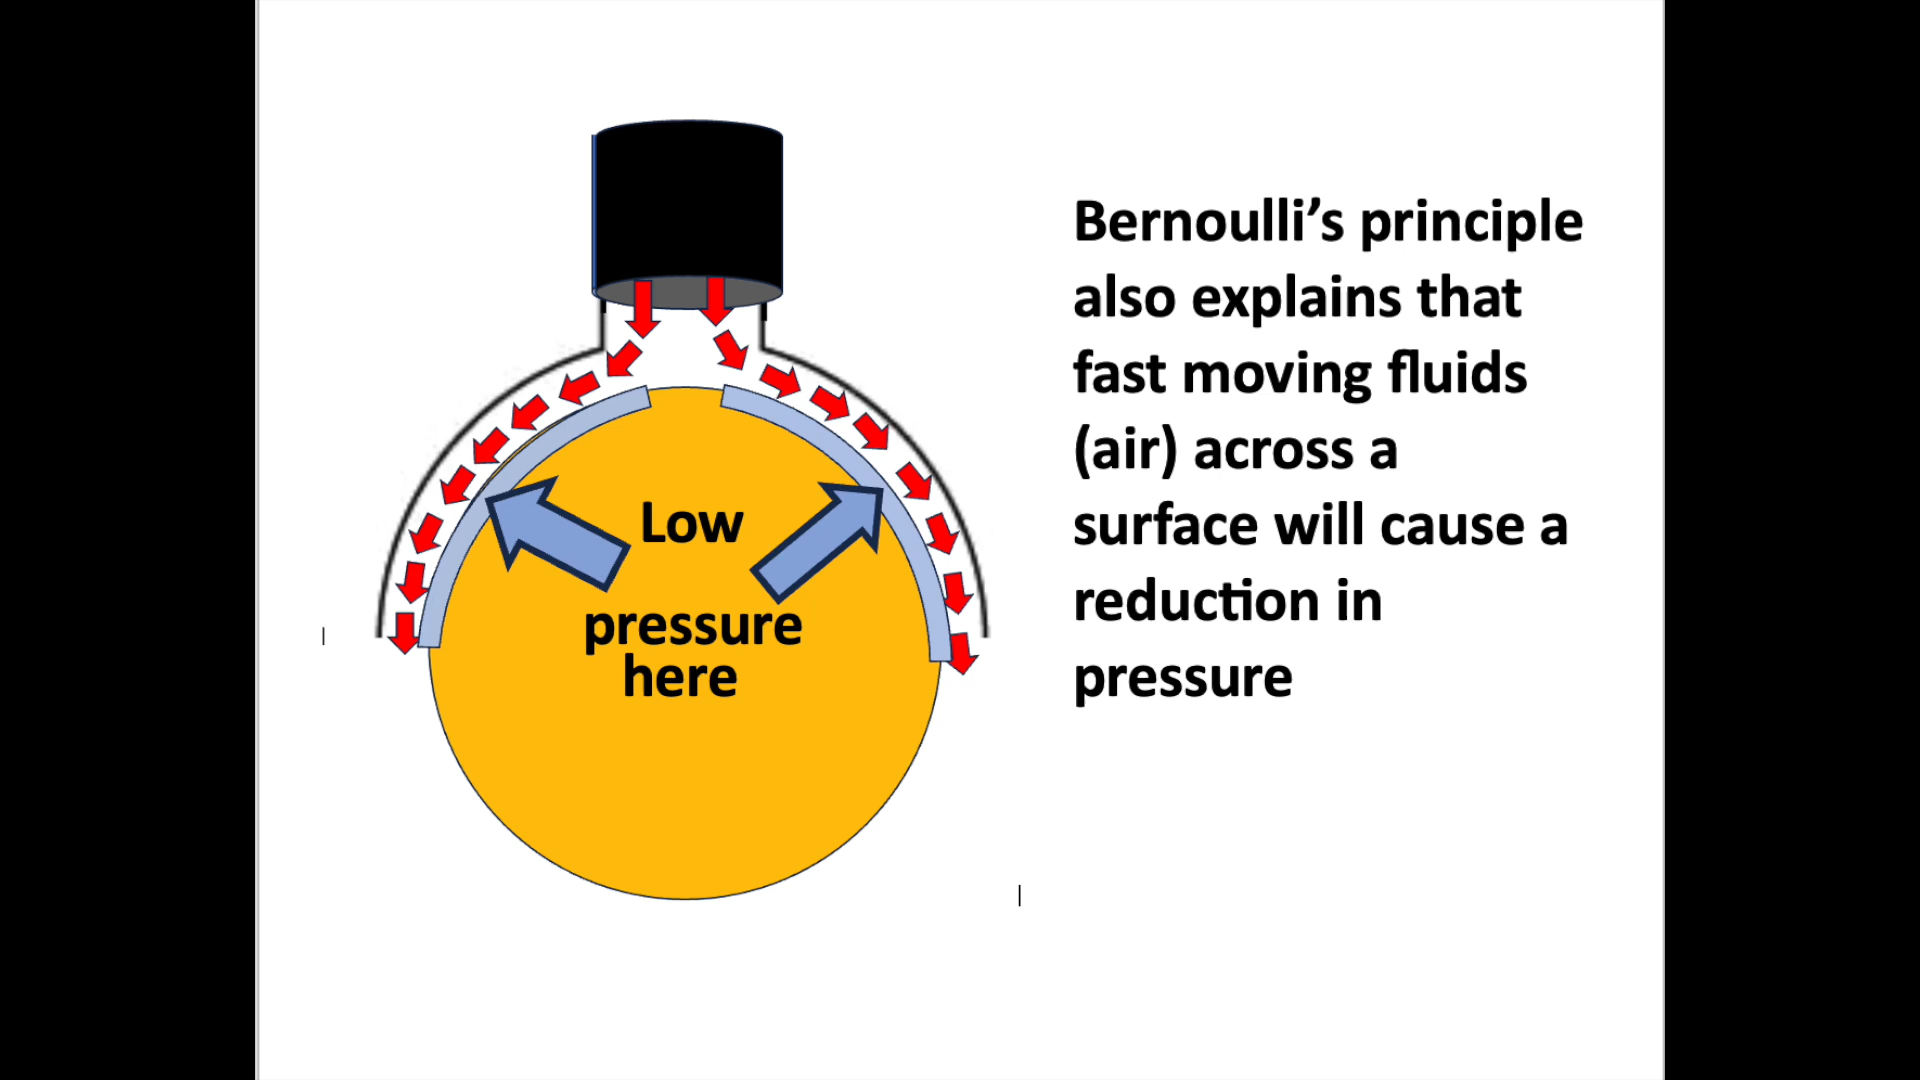 Low
pressure
here
Bernoulli’s principle
also explains that
fast moving fluids
(air) across a
surface will cause a
reduction in
pressure